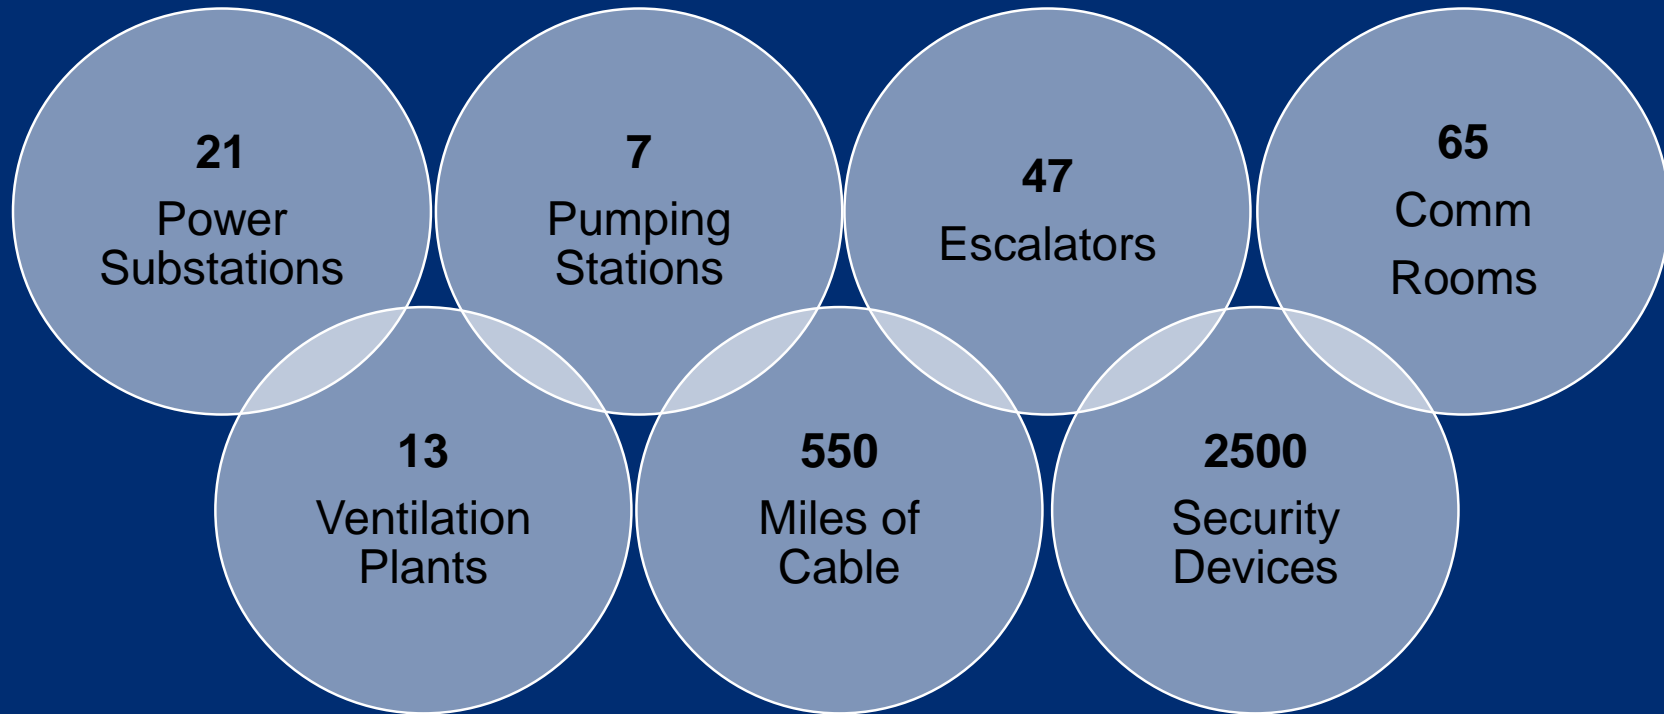 21
Power
Substations
7
Pumping
Stations
47
Escalators
65
Comm
Rooms
13
Ventilation
Plants
550
Miles of
Cable
2500
Security
Devices